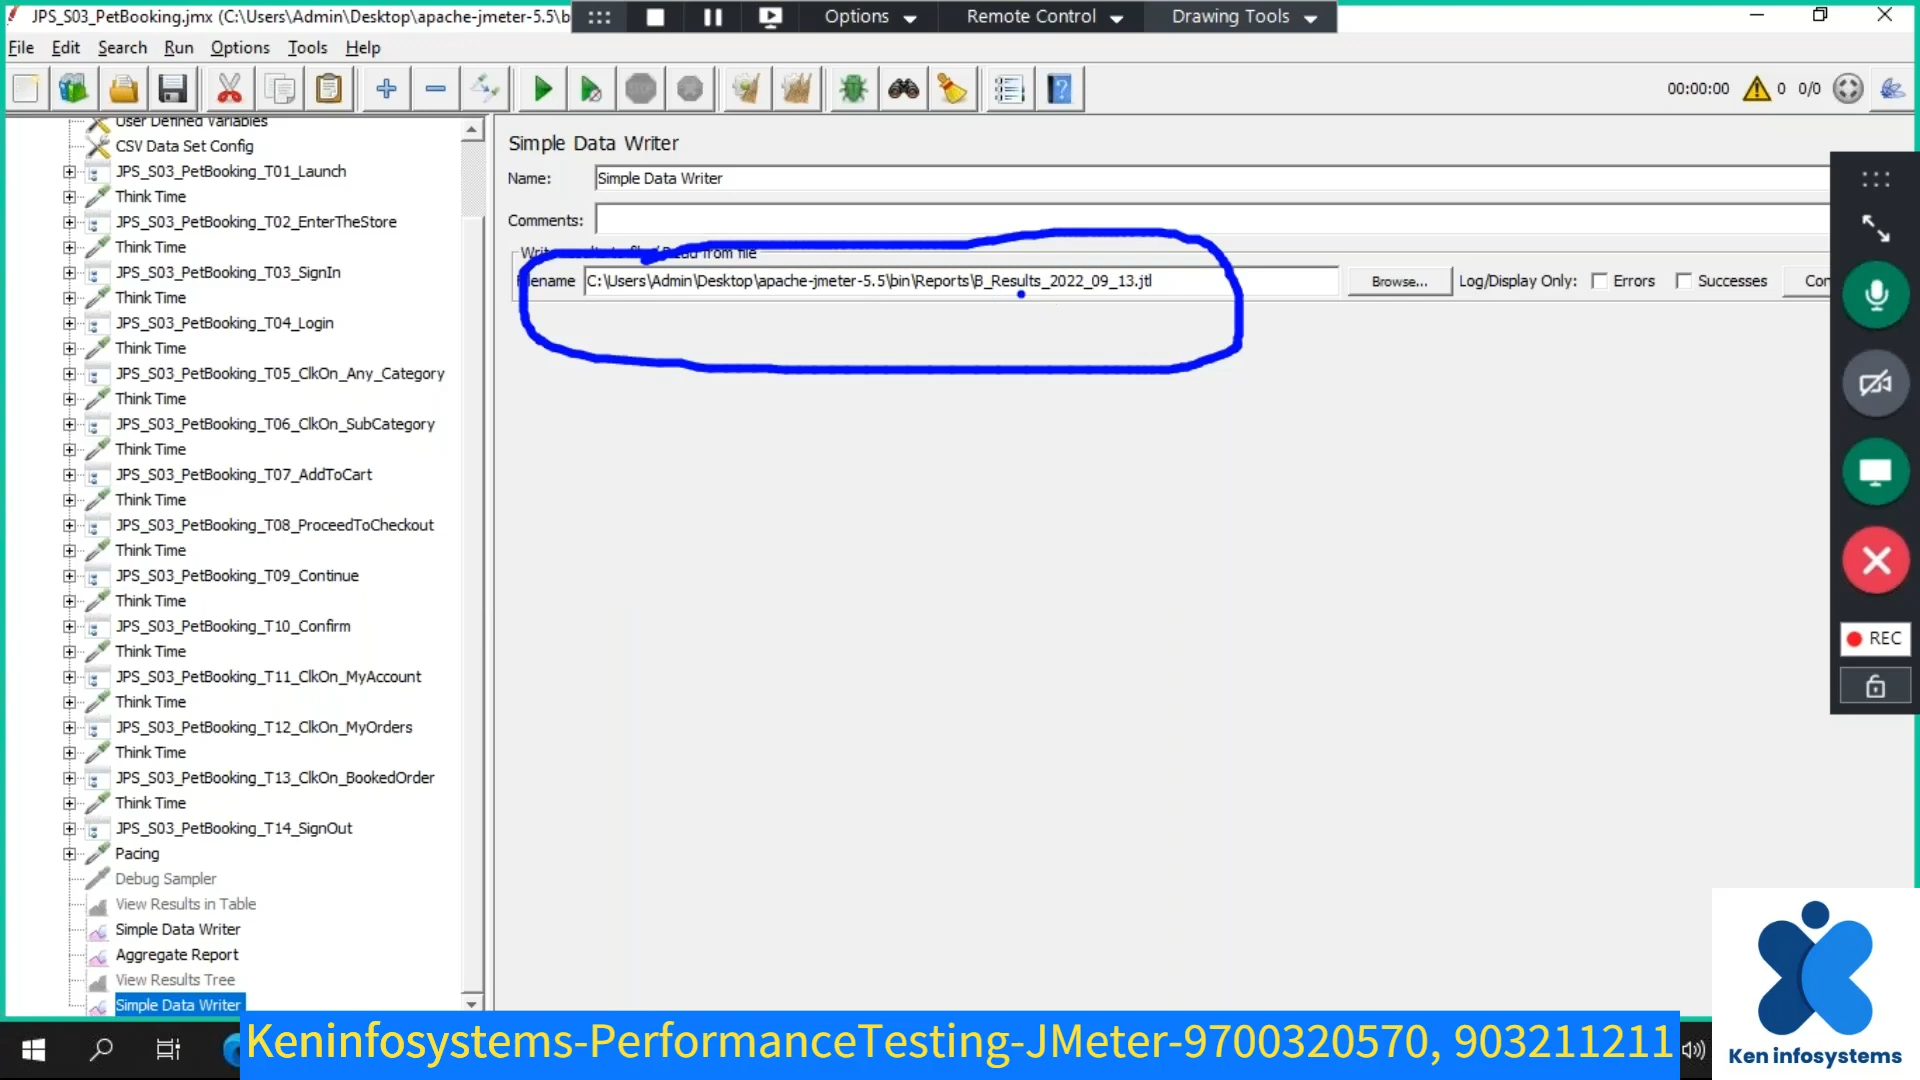 JPS_S03_PetBooking.jmx (C:\Users\Admin\Desktop\apache-jmeter-5.5\b
Options
Remote Control
Drawing Tools
File Edit Search Run Options Tools Help
00:00:00 0 0/0
User Defined Variables
CSV Data Set Config
JPS_S03_PetBooking_T01_Launch
Think Time
JPS_S03_PetBooking_T02_EnterTheStore
Think Time
JPS_S03_PetBooking_T03_SignIn
Think Time
JPS_S03_PetBooking_T04_Login
Think Time
JPS_S03_PetBooking_T05_ClkOn_Any_Category
Think Time
JPS_S03_PetBooking_T06_ClkOn_SubCategory
Think Time
JPS_S03_PetBooking_T07_AddToCart
Think Time
JPS_S03_PetBooking_T08_ProceedToCheckout
Think Time
JPS_S03_PetBooking_T09_Continue
Think Time
JPS_S03_PetBooking_T10_Confirm
Think Time
JPS_S03_PetBooking_T11_ClkOn_MyAccount
Think Time
JPS_S03_PetBooking_T12_ClkOn_MyOrders
Think Time
JPS_S03_PetBooking_T13_ClkOn_BookedOrder
Think Time
JPS_S03_PetBooking_T14_SignOut
Pacing
Debug Sampler
View Results in Table
Simple Data Writer
Aggregate Report
View Results Tree
Simple Data Writer
Simple Data Writer
Name: Simple Data Writer
Comments:
from file
C:\Users\Admin\Desktop\apache-jmeter-5.5\bin\Reports\B_Results_2022_09_13.jtl
Browse... Log/Display Only: Errors Successes Con
REC
Keninfosystems-PerformanceTesting-JMeter-9700320570, 903211211
Ken infosystems